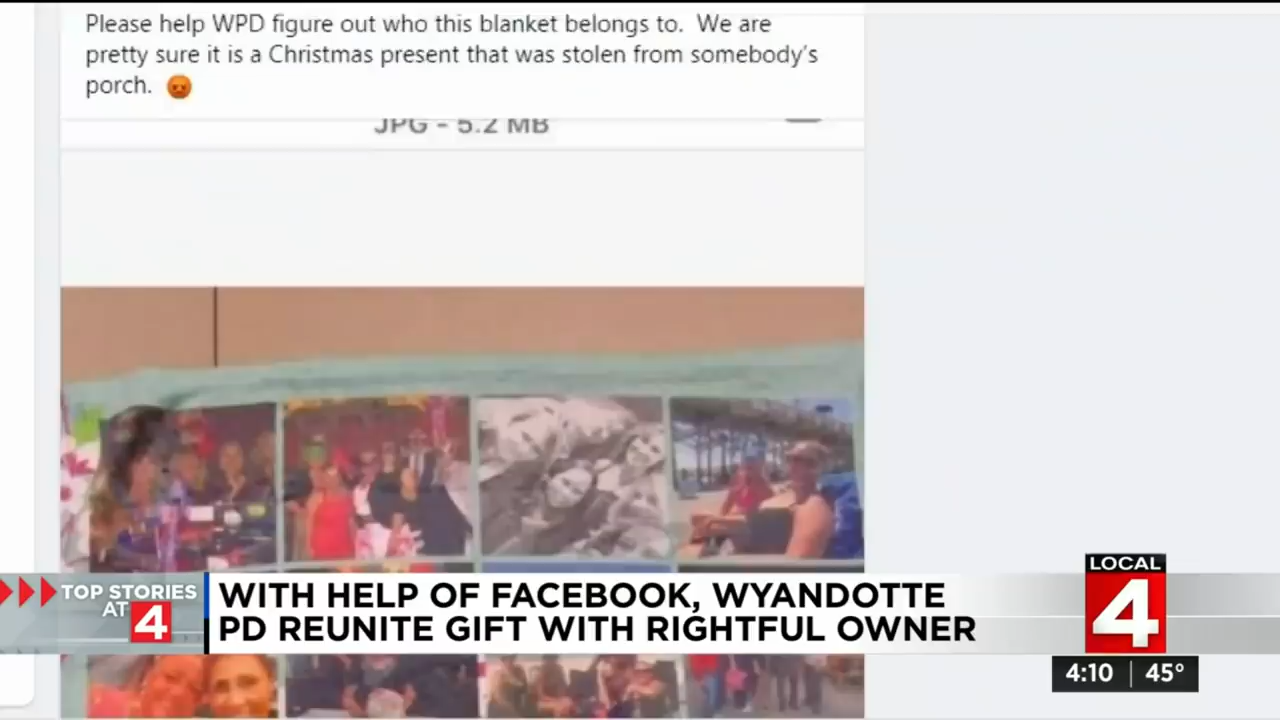 Please help WPD figure out who this blanket belongs to. We are
pretty sure it is a Christmas present that was stolen from somebody's
porch. 😡
JPG - 5.2 MB
TOP STORIES
AT 4
WITH HELP OF FACEBOOK, WYANDOTTE
PD REUNITE GIFT WITH RIGHTFUL OWNER
LOCAL
4
4:10 | 45°